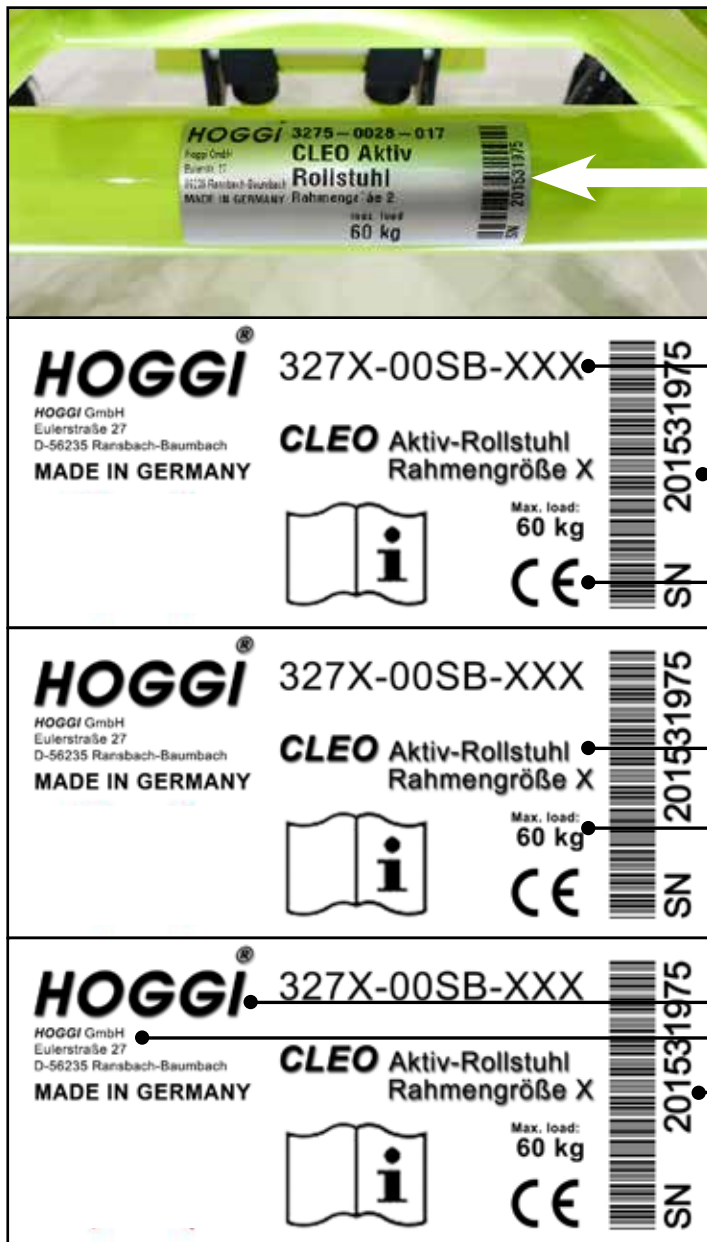 HOGGI 3275-0028-017
Hoggi GmbH
CLEO Aktiv
Rollstuhl
MADE IN GERMANY
max. load
60 kg
SN 201531975
HOGGI®
HOGGI GmbH
Eulerstraße 27
D-56235 Ransbach-Baumbach
MADE IN GERMANY
327X-00SB-XXX
CLEO Aktiv-Rollstuhl
Rahmengröße X
Max. load:
60 kg
CE
SN 201531975
HOGGI®
HOGGI GmbH
Eulerstraße 27
D-56235 Ransbach-Baumbach
MADE IN GERMANY
327X-00SB-XXX
CLEO Aktiv-Rollstuhl
Rahmengröße X
Max. load:
60 kg
CE
SN 201531975
HOGGI®
HOGGI GmbH
Eulerstraße 27
D-56235 Ransbach-Baumbach
MADE IN GERMANY
327X-00SB-XXX
CLEO Aktiv-Rollstuhl
Rahmengröße X
Max. load:
60 kg
CE
SN 201531975